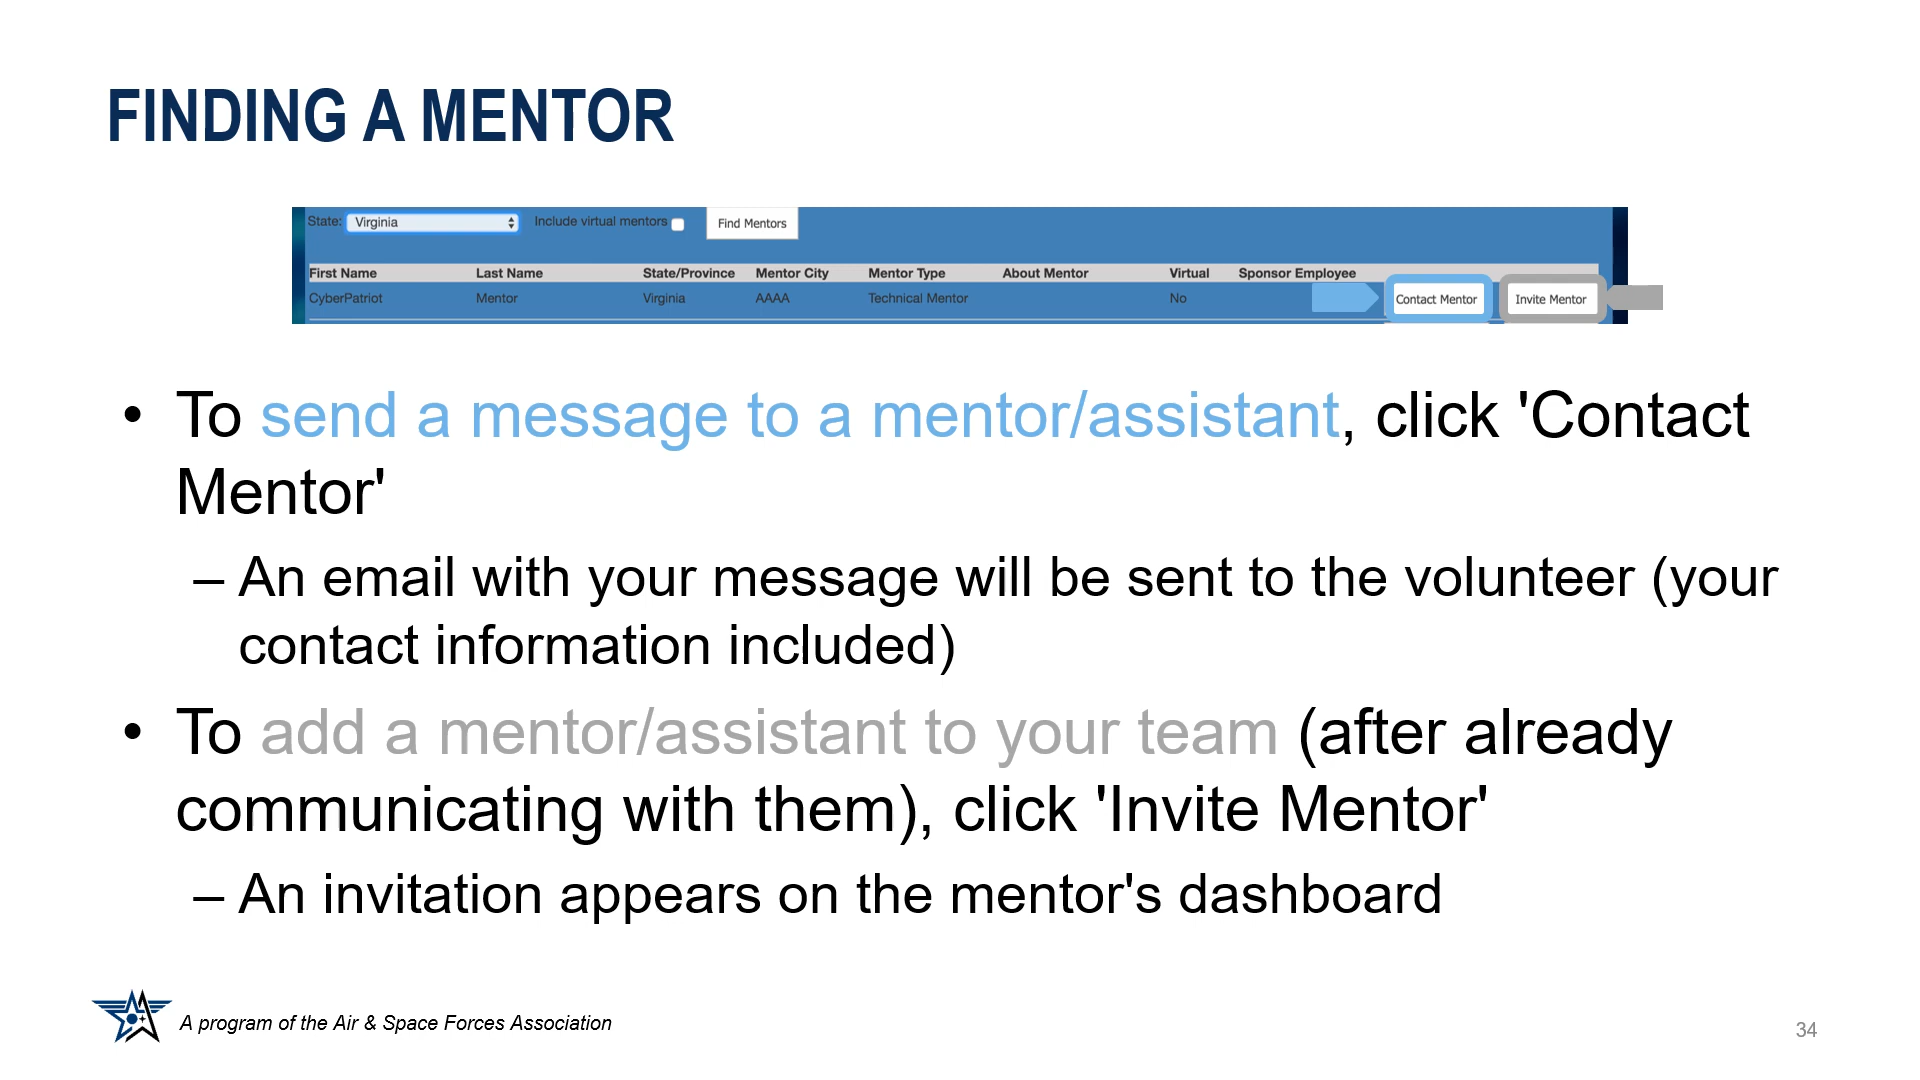 FINDING A MENTOR
State: Virginia Include virtual mentors Find Mentors
First Name Last Name State/Province Mentor City Mentor Type About Mentor Virtual Sponsor Employee
CyberPatriot Mentor Virginia AAAA Technical Mentor No Contact Mentor Invite Mentor
• To send a message to a mentor/assistant, click 'Contact
Mentor'
– An email with your message will be sent to the volunteer (your
contact information included)
• To add a mentor/assistant to your team (after already
communicating with them), click 'Invite Mentor'
– An invitation appears on the mentor's dashboard
A program of the Air & Space Forces Association
34